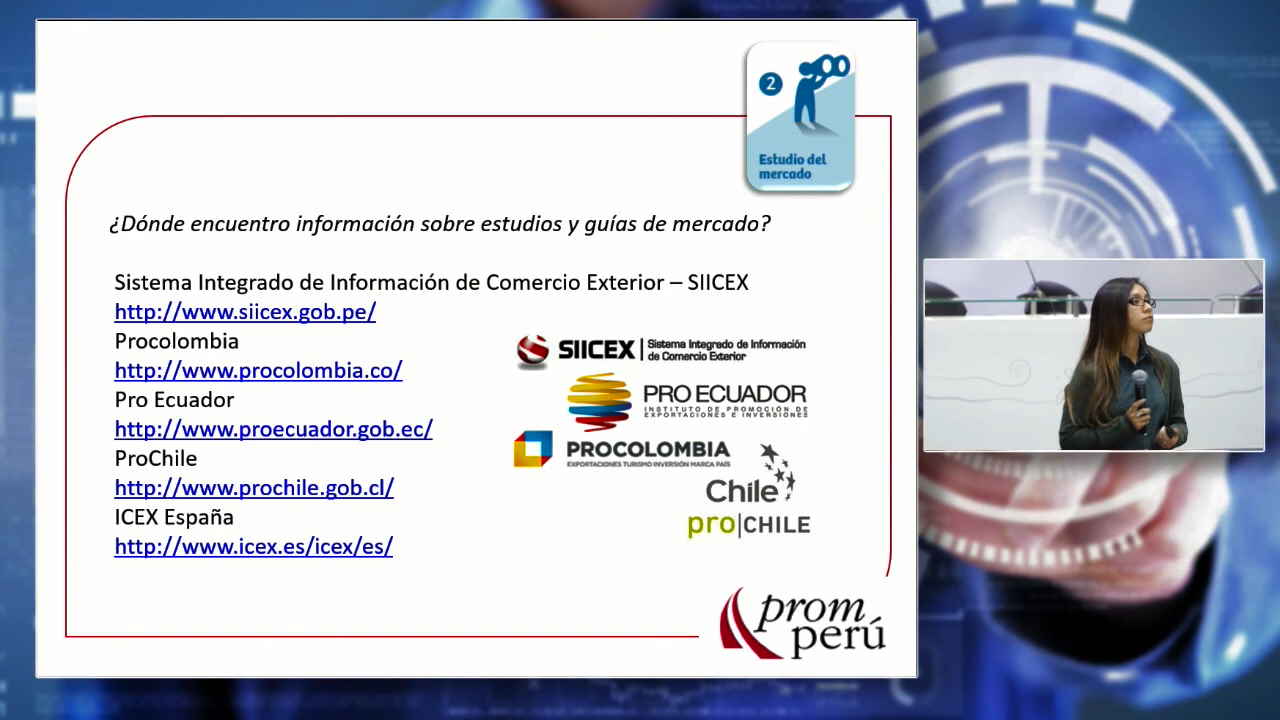 2
Estudio del
mercado
¿Dónde encuentro información sobre estudios y guías de mercado?
Sistema Integrado de Información de Comercio Exterior – SIICEX
http://www.siicex.gob.pe/
Procolombia
http://www.procolombia.co/
Pro Ecuador
http://www.proecuador.gob.ec/
ProChile
http://www.prochile.gob.cl/
ICEX España
http://www.icex.es/icex/es/
SIICEX | Sistema Integrado de Información
de Comercio Exterior
PRO ECUADOR
INSTITUTO DE PROMOCIÓN DE
EXPORTACIONES E INVERSIONES
PROCOLOMBIA
EXPORTACIONES TURISMO INVERSIÓN MARCA PAÍS
Chile
pro|CHILE
prom
perú